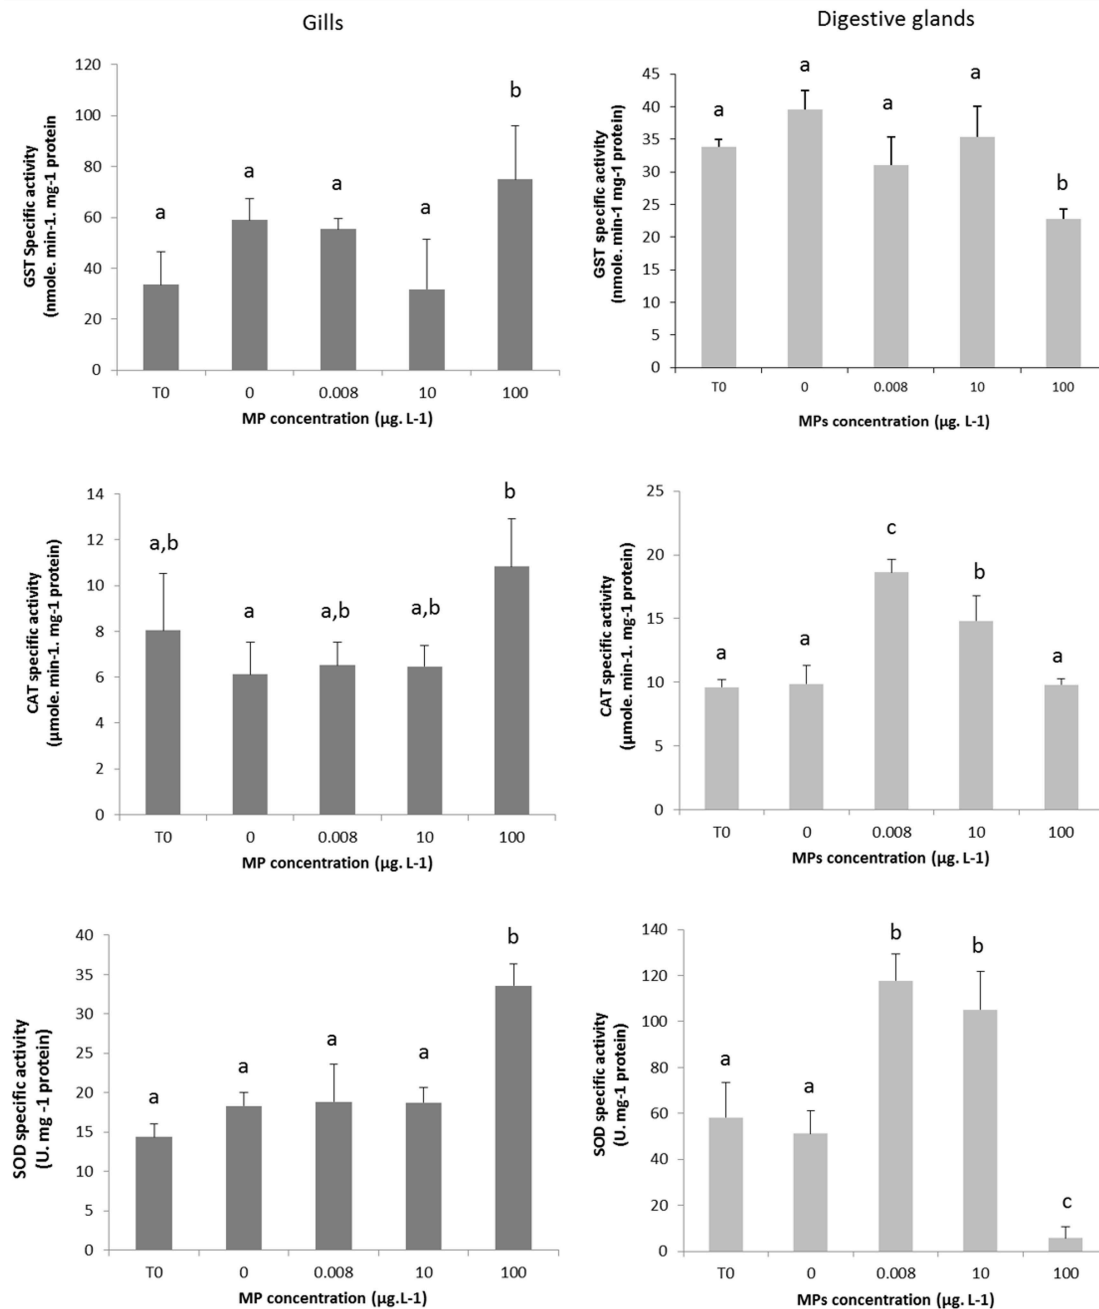 Gills
Digestive glands
GST Specific activity
(nmole. min-1. mg-1 protein
120
100
80
60
40
20
0
a
a
a
a
b
T0 0 0.008 10 100
MP concentration (µg. L-1)
GST specific activity
(nmole. min-1 mg-1 protein)
45
40
35
30
25
20
15
10
5
0
a
a
a
a
b
T0 0 0.008 10 100
MPs concentration (µg. L-1)
CAT specific activity
(µmole. min-1. mg-1 protein)
14
12
10
8
6
4
2
0
a,b
a
a,b
a,b
b
T0 0 0.008 10 100
MP concentration (µg. L-1)
CAT specific activity
(µmole. min-1. mg-1 protein)
25
20
15
10
5
0
a
a
c
b
a
T0 0 0.008 10 100
MPs concentration (µg. L-1)
SOD specific activity
(U. mg -1 protein)
40
35
30
25
20
15
10
5
0
a
a
a
a
b
T0 0 0.008 10 100
MP concentration (µg.L-1)
SOD specific activity
(U. mg-1 protein)
140
120
100
80
60
40
20
0
a
a
b
b
c
T0 0 0.008 10 100
MPs concentration (µg. L-1)